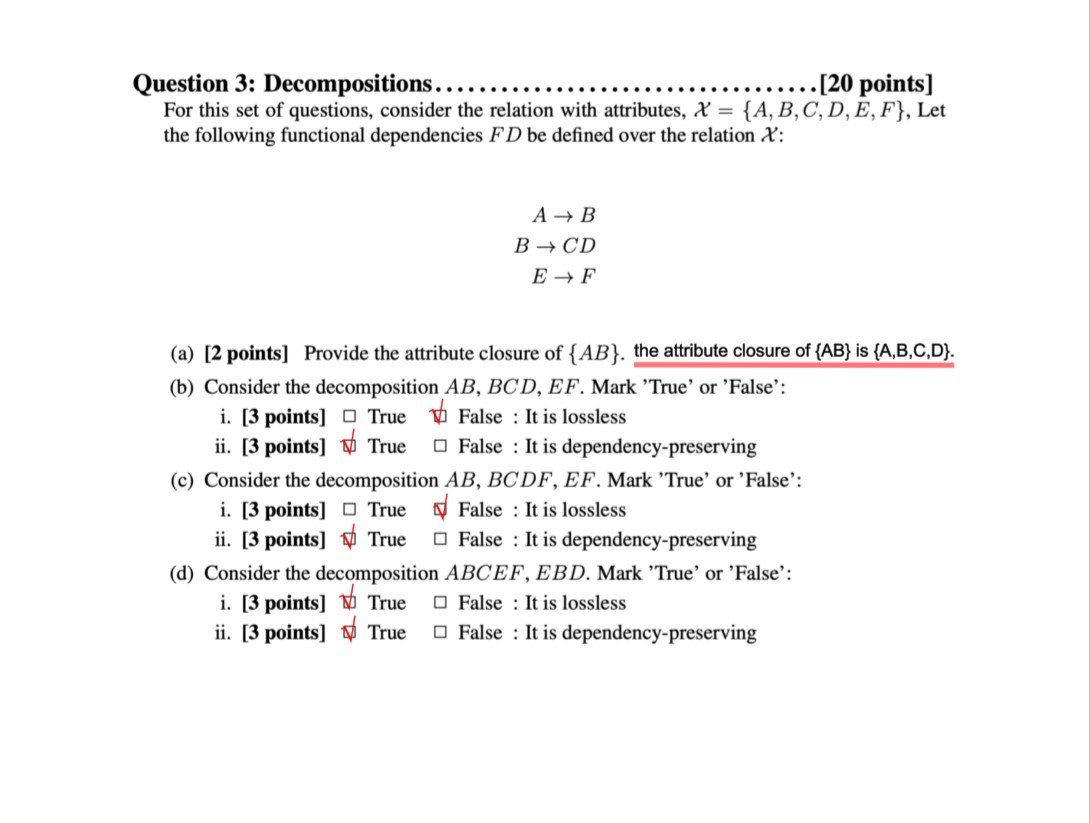 Question 3: Decompositions....................................[20 points]
For this set of questions, consider the relation with attributes, 𝒳 = {A, B, C, D, E, F}, Let
the following functional dependencies FD be defined over the relation 𝒳:
A → B
B → CD
E → F
(a) [2 points] Provide the attribute closure of {AB}. the attribute closure of {AB} is {A,B,C,D}.
(b) Consider the decomposition AB, BCD, EF. Mark ’True’ or ’False’:
i. [3 points] □ True ☑ False : It is lossless
ii. [3 points] ☑ True □ False : It is dependency-preserving
(c) Consider the decomposition AB, BCDF, EF. Mark ’True’ or ’False’:
i. [3 points] □ True ☑ False : It is lossless
ii. [3 points] ☑ True □ False : It is dependency-preserving
(d) Consider the decomposition ABCEF, EBD. Mark ’True’ or ’False’:
i. [3 points] ☑ True □ False : It is lossless
ii. [3 points] ☑ True □ False : It is dependency-preserving